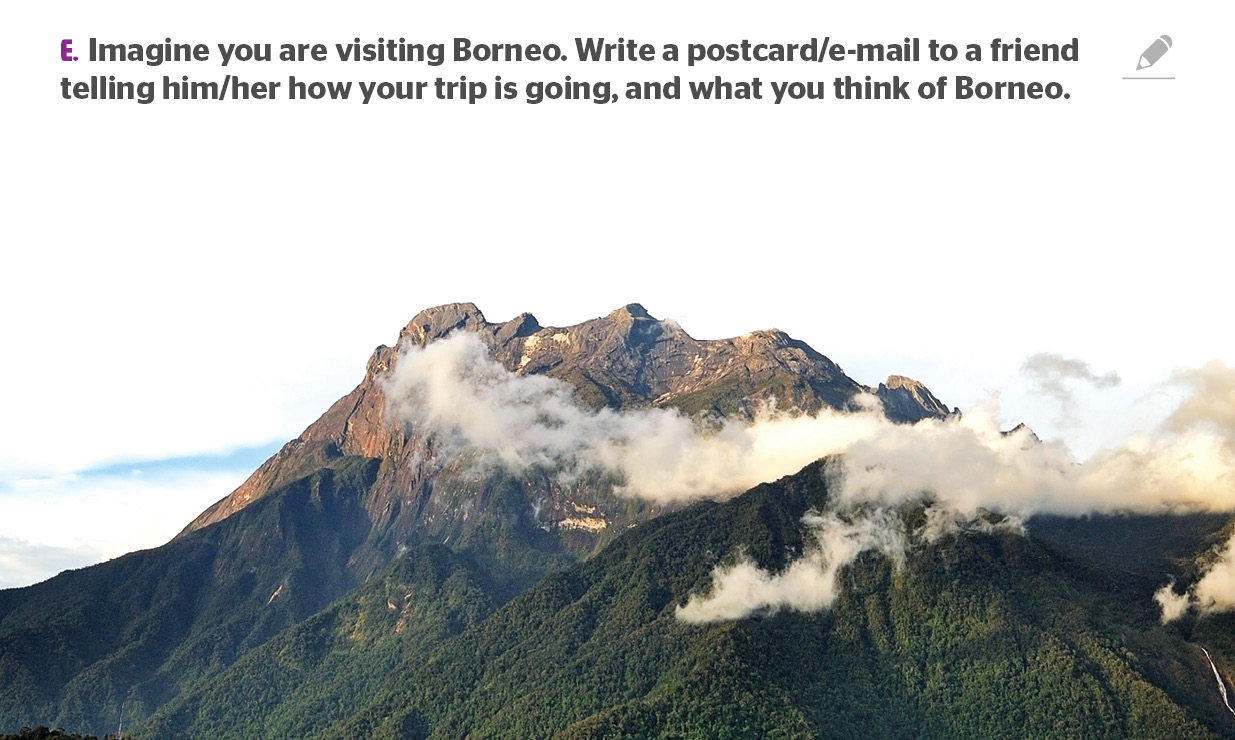 E. Imagine you are visiting Borneo. Write a postcard/e-mail to a friend
telling him/her how your trip is going, and what you think of Borneo.